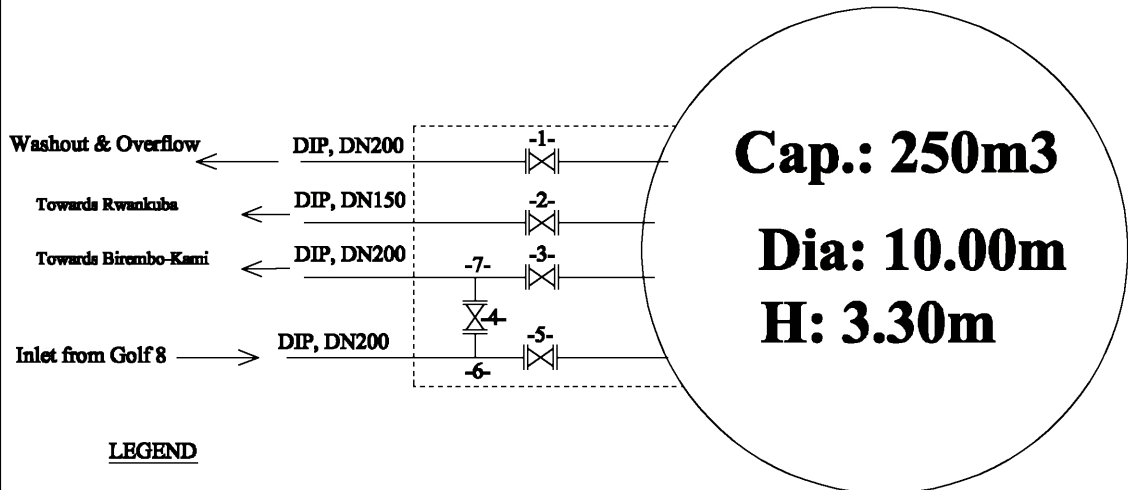 Washout & Overflow
DIP, DN200
-1-
Towards Rwankuba
DIP, DN150
-2-
Towards Birembo-Kami
DIP, DN200
-7-
-3-
-4-
Inlet from Golf 8
DIP, DN200
-5-
-6-
Cap.: 250m3
Dia: 10.00m
H: 3.30m
LEGEND